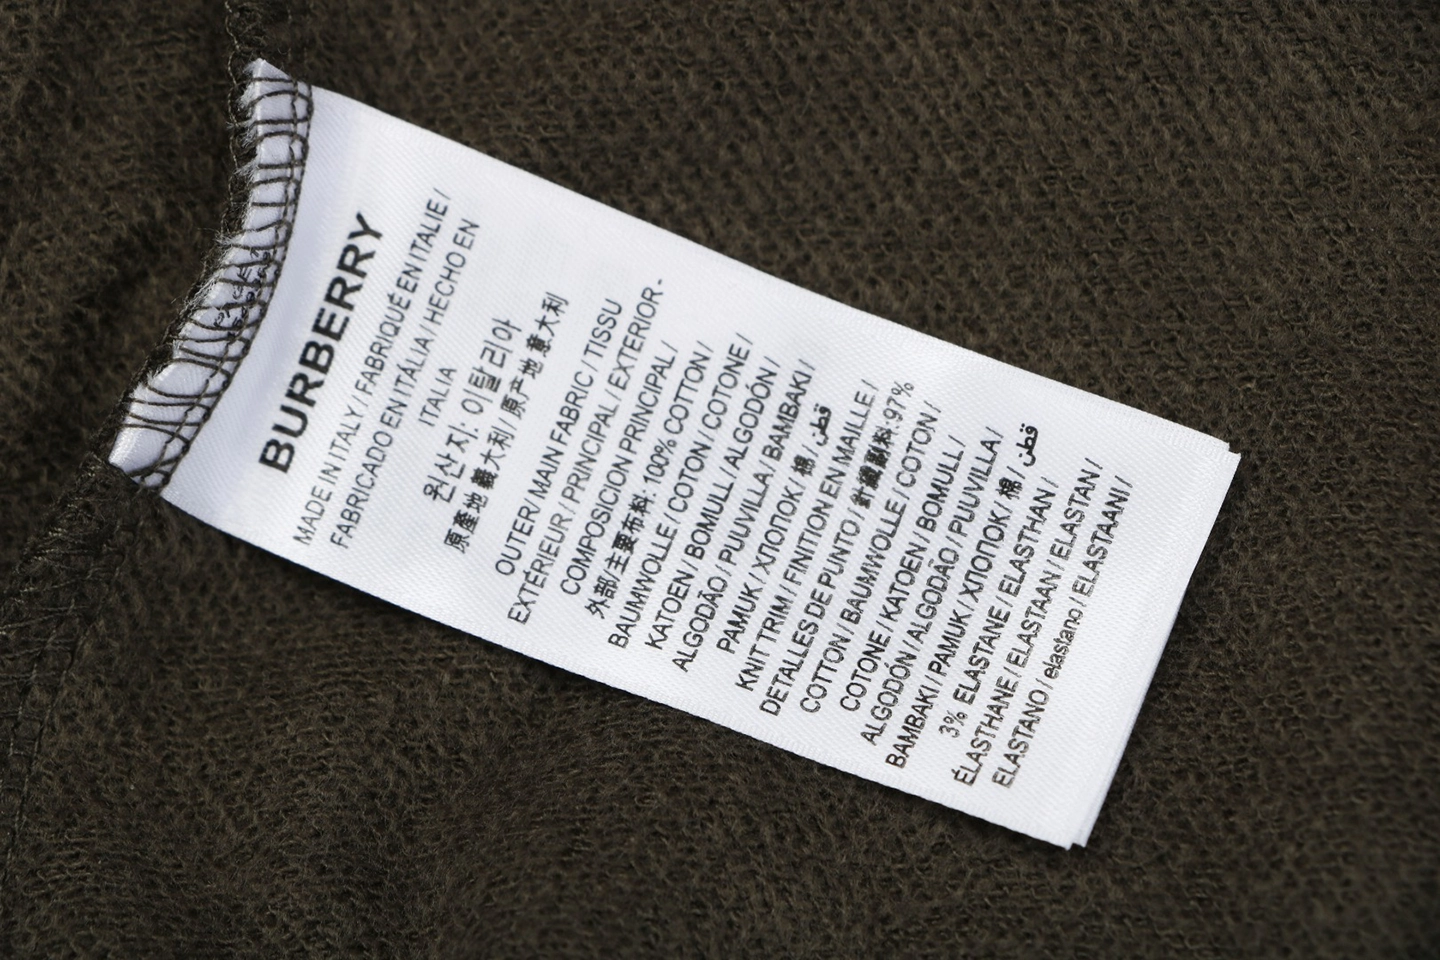 BURBERRY
MADE IN ITALY / FABRIQUÉ EN ITALIE /
FABRICADO EN ITÁLIA / HECHO EN
ITALIA
원산지: 이탈리아
原產地義大利 / 原产地意大利
OUTER / MAIN FABRIC / TISSU
EXTÉRIEUR / PRINCIPAL / EXTERIOR -
COMPOSICION PRINCIPAL /
外部/主要布料: 100% COTTON /
BAUMWOLLE / COTON / COTONE /
KATOEN / BOMULL / ALGODÓN /
ALGODÃO / PUUVILLA / BAMBAKI /
PAMUK / ХЛОПОК / 棉 / قطن
KNIT TRIM / FINITION EN MAILLE /
DETALLES DE PUNTO / 針織副料: 97%
COTTON / BAUMWOLLE / COTON /
COTONE / KATOEN / BOMULL /
ALGODÓN / ALGODÃO / PUUVILLA /
BAMBAKI / PAMUK / ХЛОПОК / 棉 / قطن
3% ELASTANE / ELASTHAN /
ÉLASTHANE / ELASTAAN / ELASTAN /
ELASTANO / elastano / ELASTAANI /